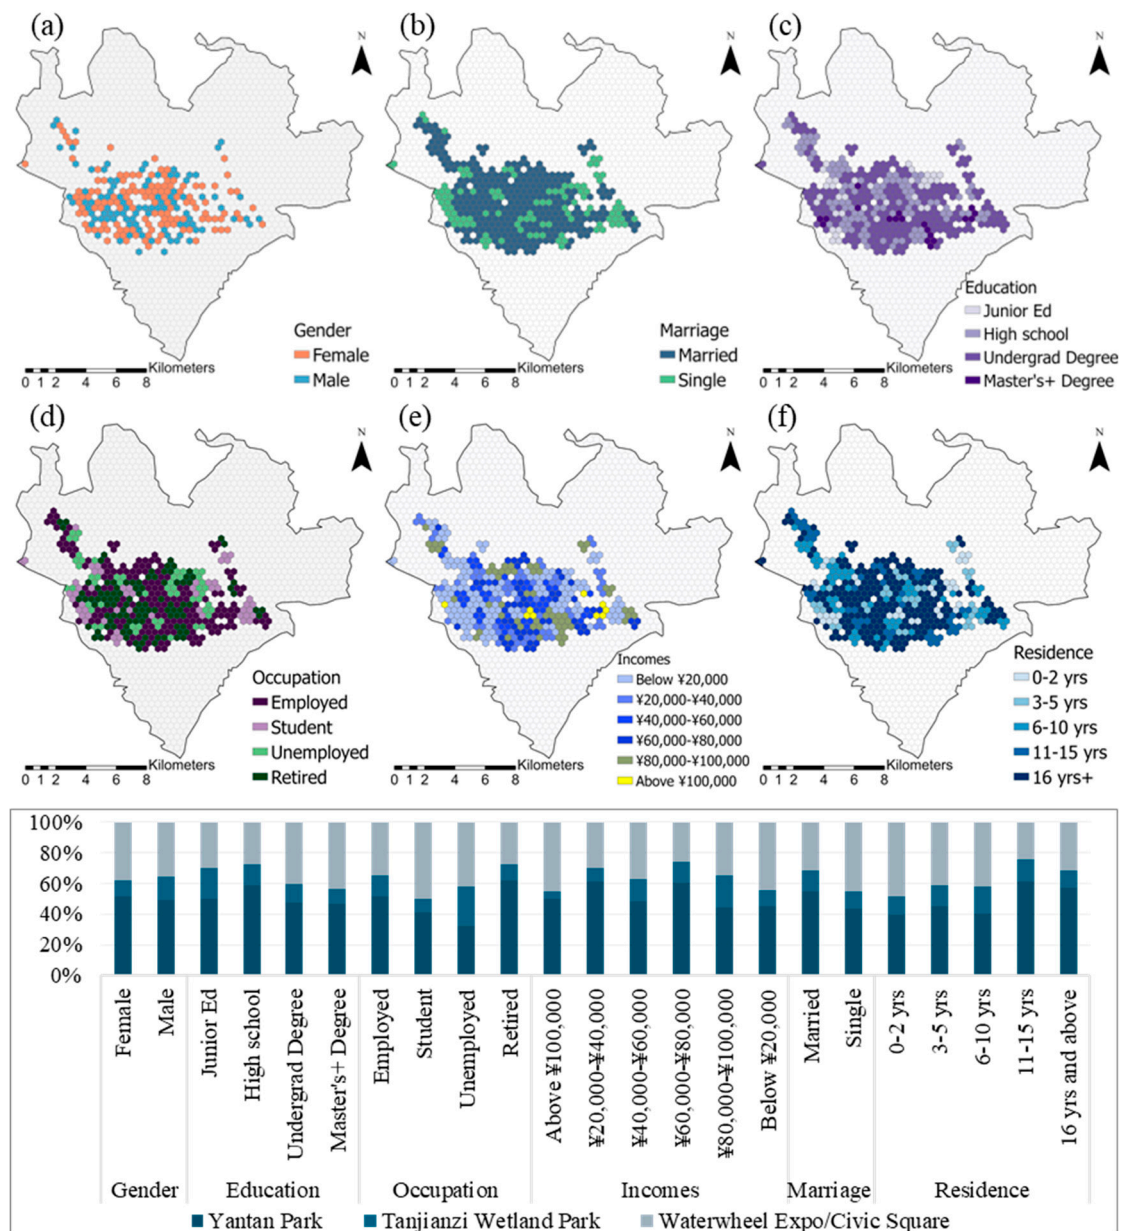 (a)
N
Gender
Female
Male
Kilometers
0 1 2 4 6 8
(b)
N
Marriage
Married
Single
Kilometers
0 1 2 4 6 8
(c)
N
Education
Junior Ed
High school
Undergrad Degree
Master's+ Degree
Kilometers
0 1 2 4 6 8
(d)
N
Occupation
Employed
Student
Unemployed
Retired
Kilometers
0 1 2 4 6 8
(e)
N
Incomes
Below ¥20,000
¥20,000-¥40,000
¥40,000-¥60,000
¥60,000-¥80,000
¥80,000-¥100,000
Above ¥100,000
Kilometers
0 1 2 4 6 8
(f)
N
Residence
0-2 yrs
3-5 yrs
6-10 yrs
11-15 yrs
16 yrs+
Kilometers
0 1 2 4 6 8
100%
80%
60%
40%
20%
0%
Female
Male
Junior Ed
High school
Undergrad Degree
Master's+ Degree
Employed
Student
Unemployed
Retired
Above ¥100,000
¥20,000-¥40,000
¥40,000-¥60,000
¥60,000-¥80,000
¥80,000-¥100,000
Below ¥20,000
Married
Single
0-2 yrs
3-5 yrs
6-10 yrs
11-15 yrs
16 yrs and above
Gender Education Occupation Incomes Marriage Residence
Yantan Park Tanjianzi Wetland Park Waterwheel Expo/Civic Square